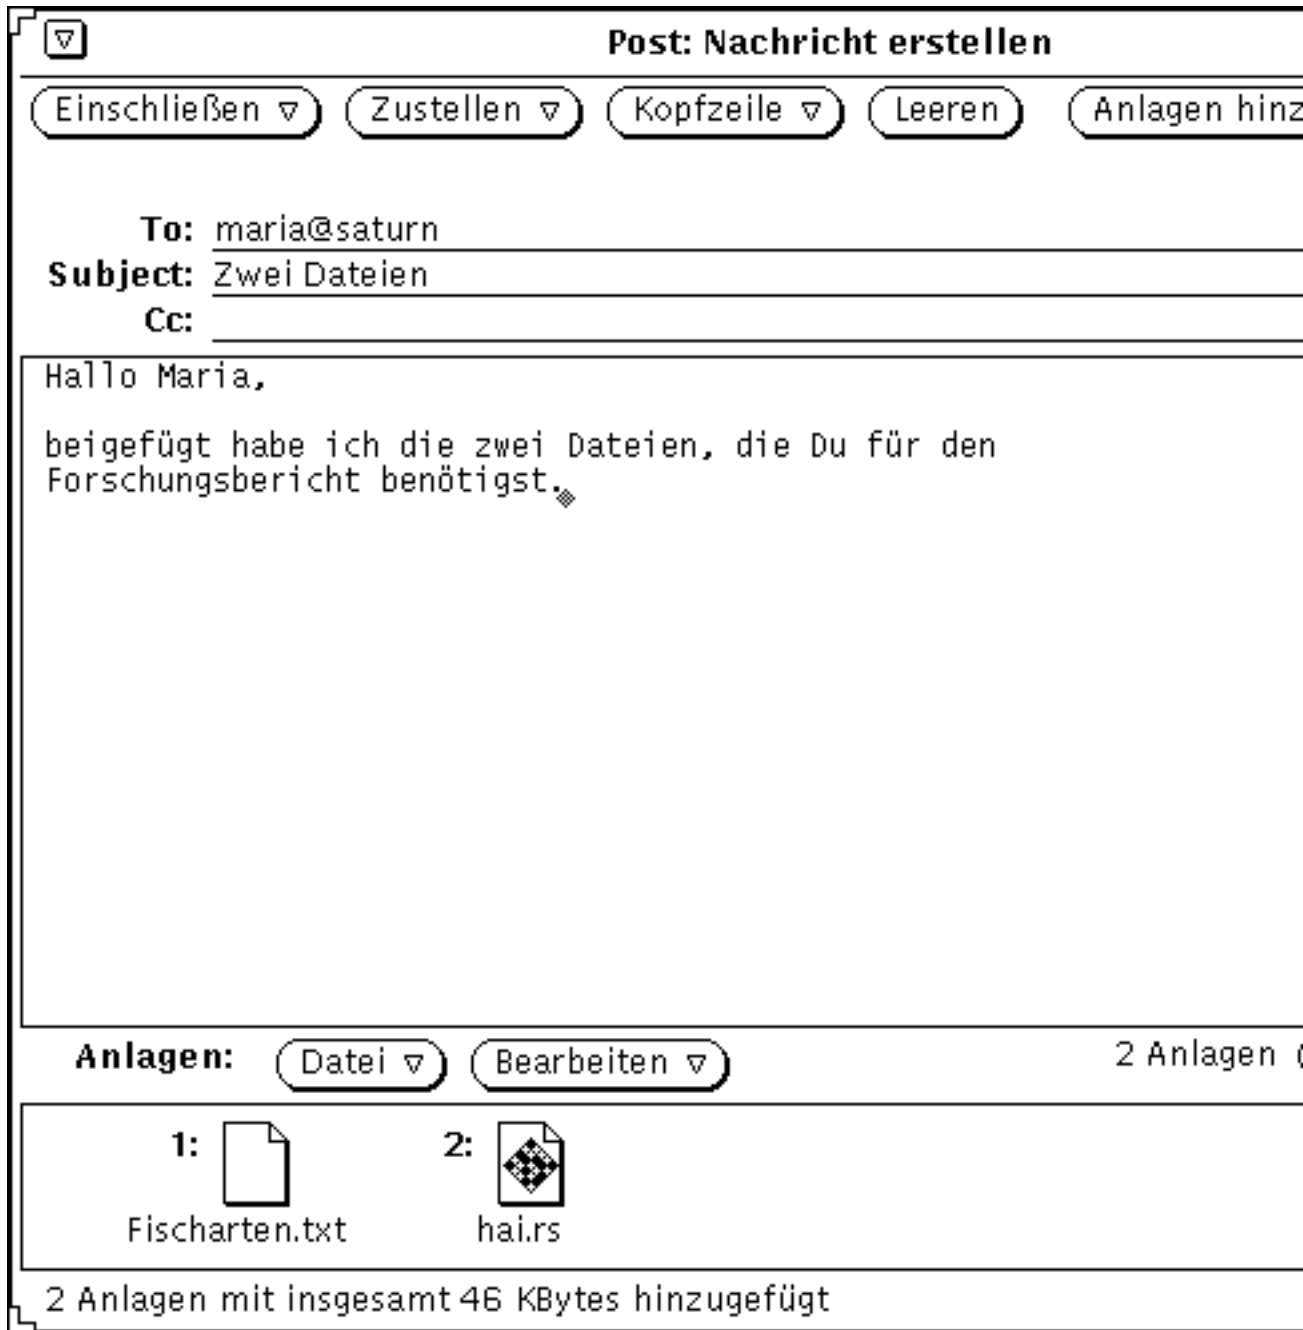 Post: Nachricht erstellen
Einschließen Zustellen Kopfzeile Leeren Anlagen hinz
To: maria@saturn
Subject: Zwei Dateien
Cc:
Hallo Maria,
beigefügt habe ich die zwei Dateien, die Du für den
Forschungsbericht benötigst.
Anlagen: Datei Bearbeiten 2 Anlagen (
1: 2:
Fischarten.txt hai.rs
2 Anlagen mit insgesamt 46 KBytes hinzugefügt